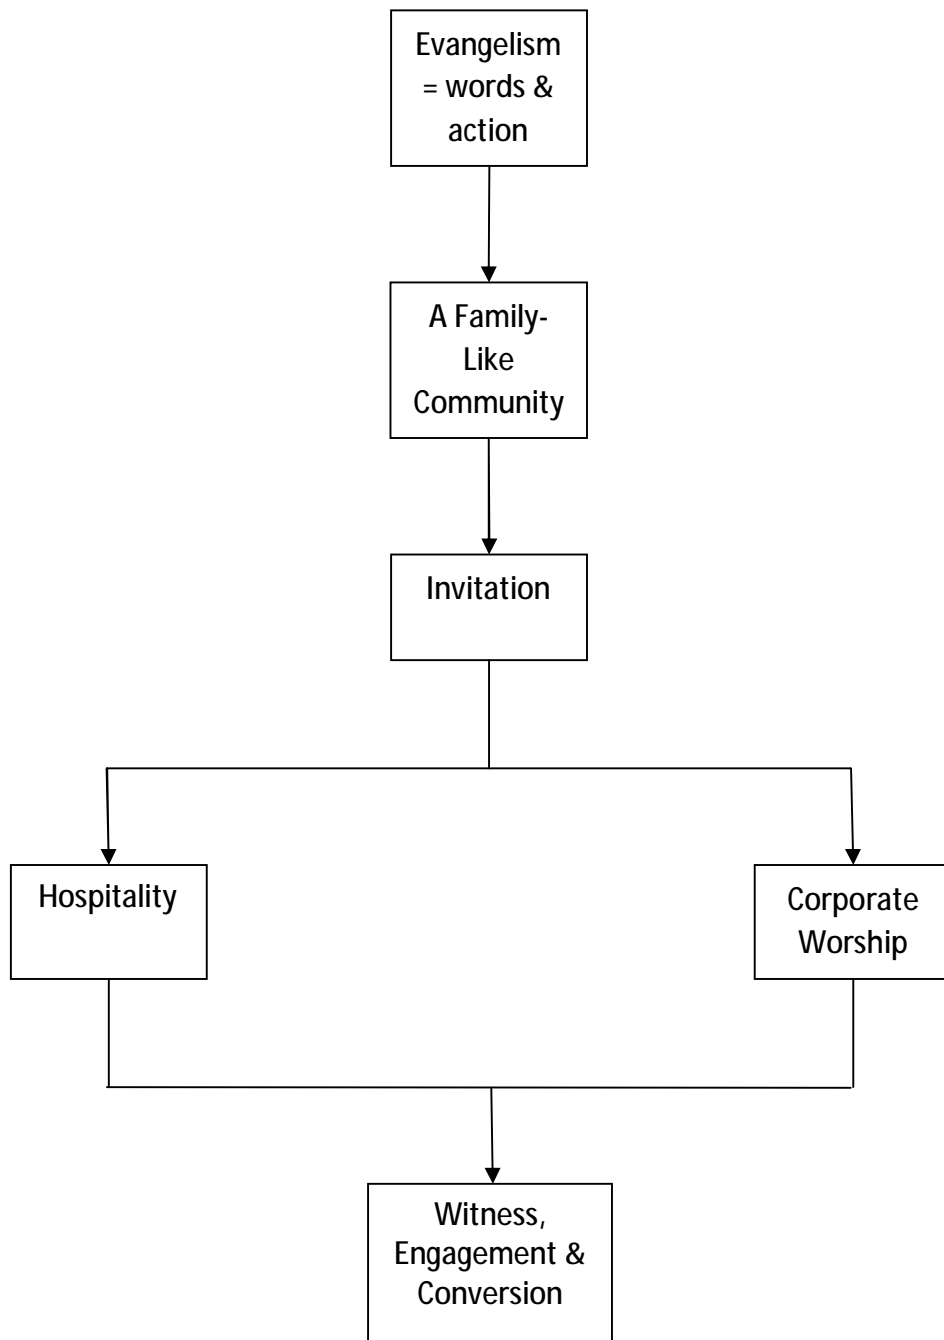 Evangelism
= words &
action
A Family-
Like
Community
Invitation
Hospitality
Corporate
Worship
Witness,
Engagement &
Conversion